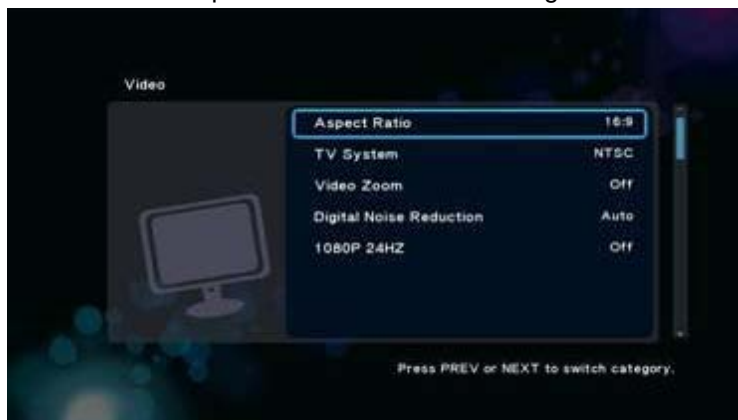 Video
Aspect Ratio 16:9
TV System NTSC
Video Zoom Off
Digital Noise Reduction Auto
1080P 24HZ Off
Press PREV or NEXT to switch category.